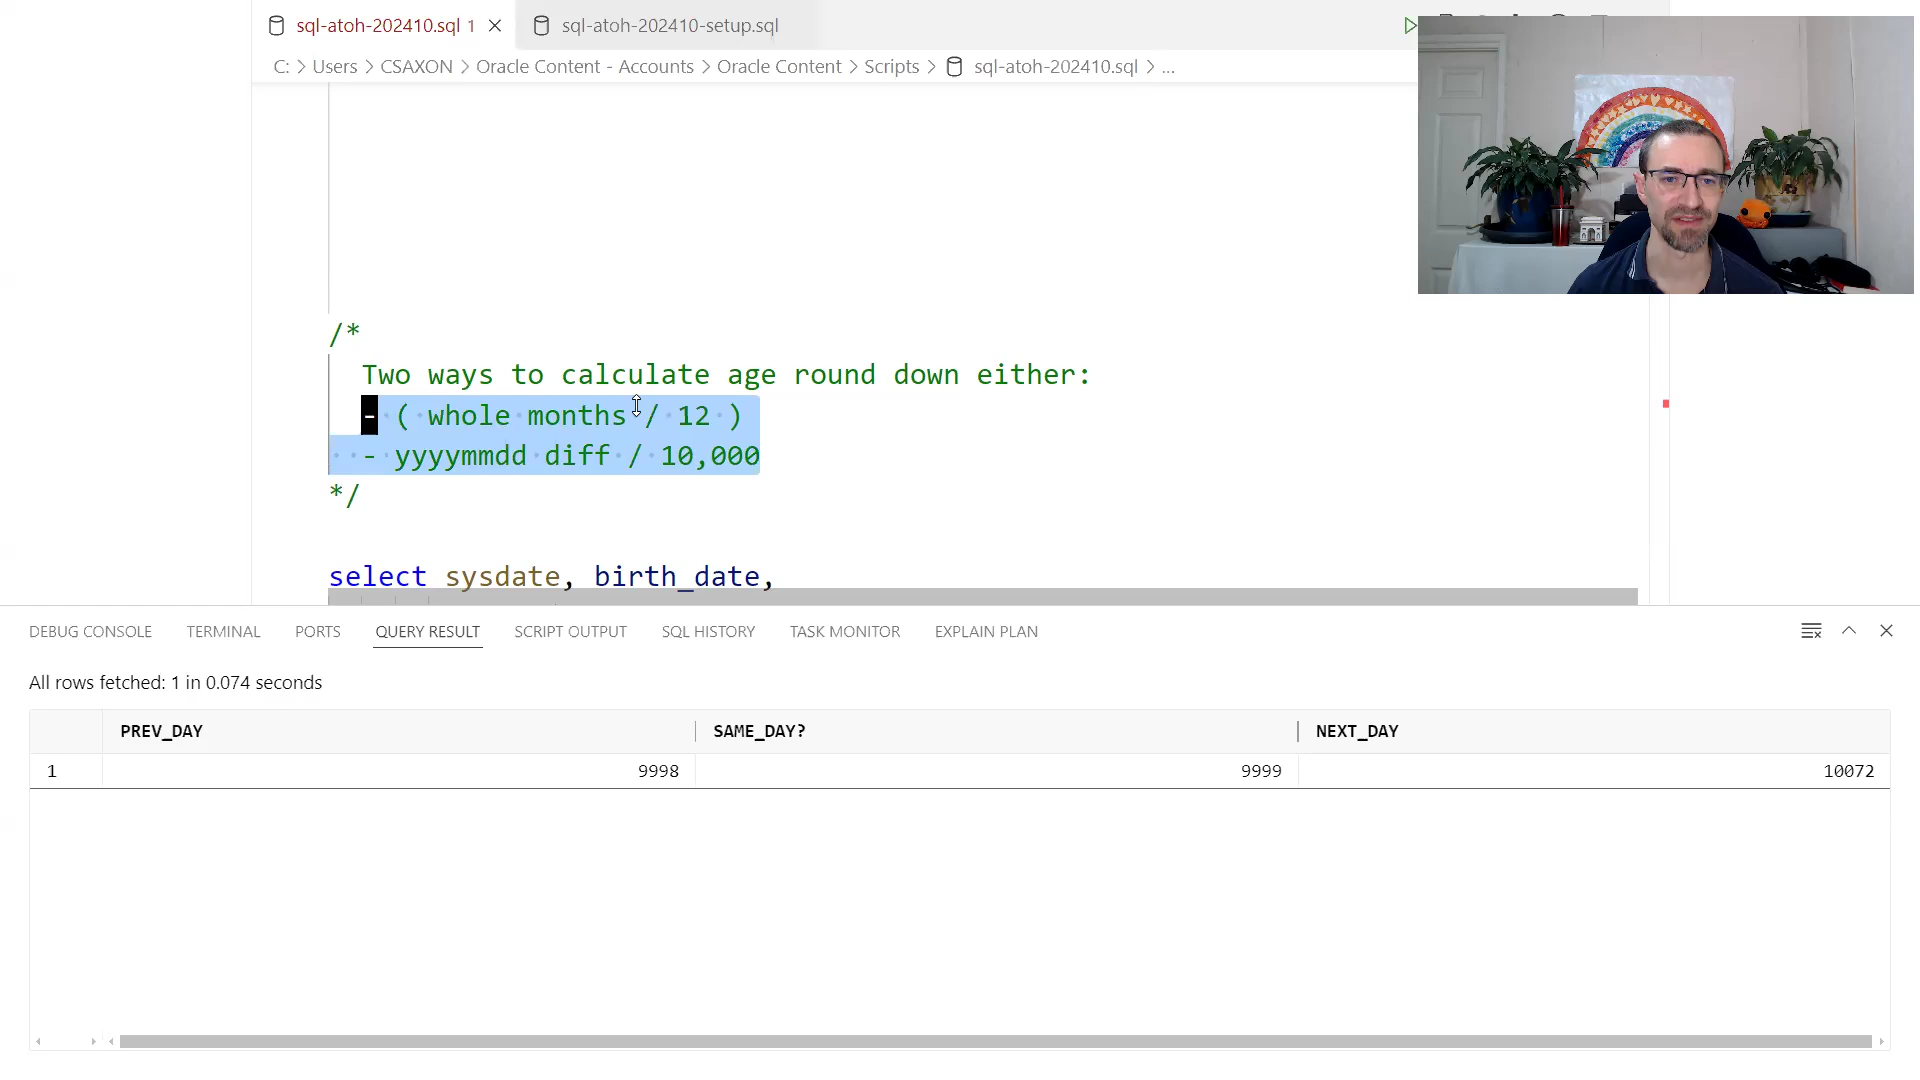 sql-atoh-202410.sql 1
sql-atoh-202410-setup.sql
C: > Users > CSAXON > Oracle Content - Accounts > Oracle Content > Scripts > sql-atoh-202410.sql > ...
/*
Two ways to calculate age round down either:
- ( whole months / 12 )
- yyyymmdd diff / 10,000
*/
select sysdate, birth_date,
DEBUG CONSOLE TERMINAL PORTS QUERY RESULT SCRIPT OUTPUT SQL HISTORY TASK MONITOR EXPLAIN PLAN
All rows fetched: 1 in 0.074 seconds
PREV_DAY SAME_DAY? NEXT_DAY
1 9998 9999 10072